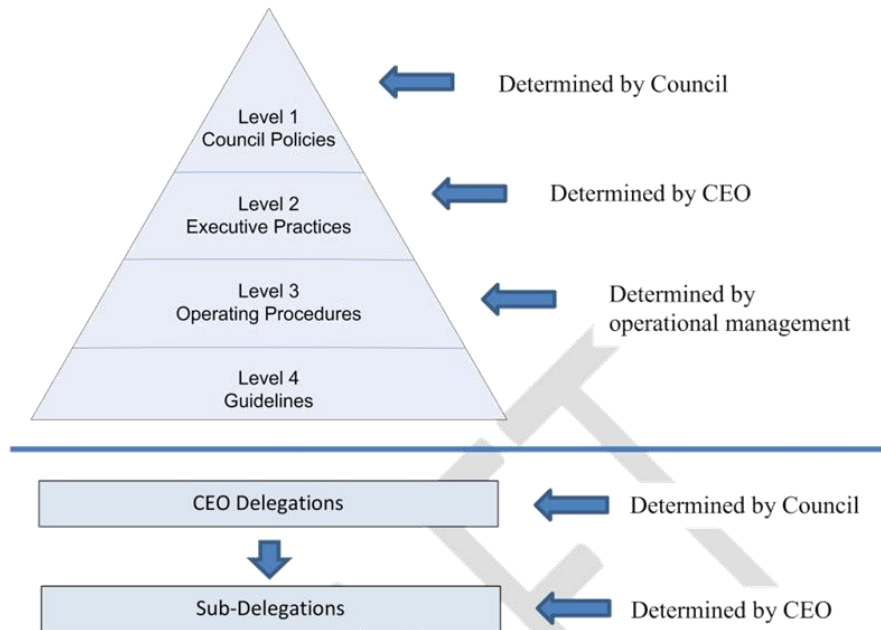 Level 1
Council Policies
Determined by Council
Level 2
Executive Practices
Determined by CEO
Level 3
Operating Procedures
Determined by
operational management
Level 4
Guidelines
CEO Delegations
Determined by Council
Sub-Delegations
Determined by CEO